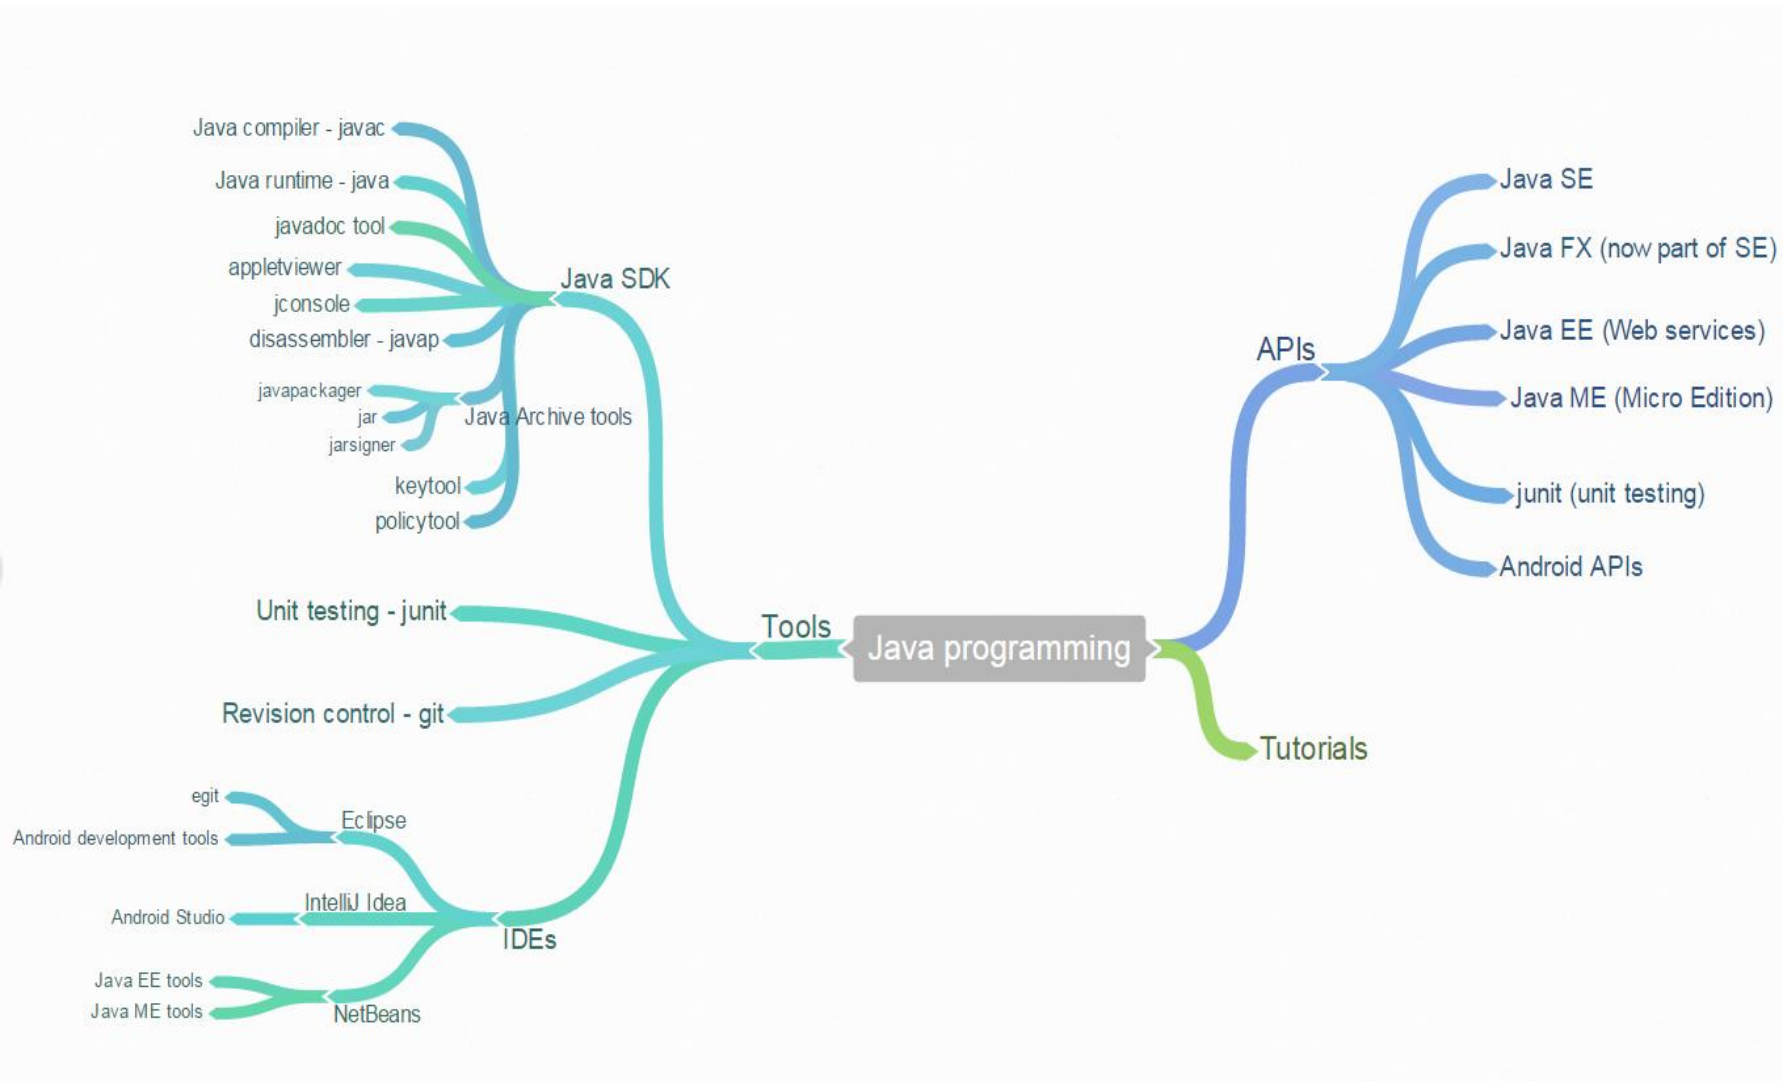 Java programming
Tools
Java SDK
Java compiler - javac
Java runtime - java
javadoc tool
appletviewer
jconsole
disassembler - javap
Java Archive tools
javapackager
jar
jarsigner
keytool
policytool
Unit testing - junit
Revision control - git
IDEs
Eclipse
egit
Android development tools
IntelliJ Idea
Android Studio
NetBeans
Java EE tools
Java ME tools
APIs
Java SE
Java FX (now part of SE)
Java EE (Web services)
Java ME (Micro Edition)
junit (unit testing)
Android APIs
Tutorials